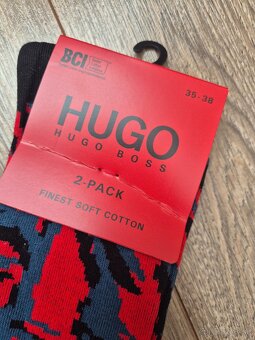 BCI
35-38
HUGO
HUGO BOSS
2-PACK
FINEST SOFT COTTON